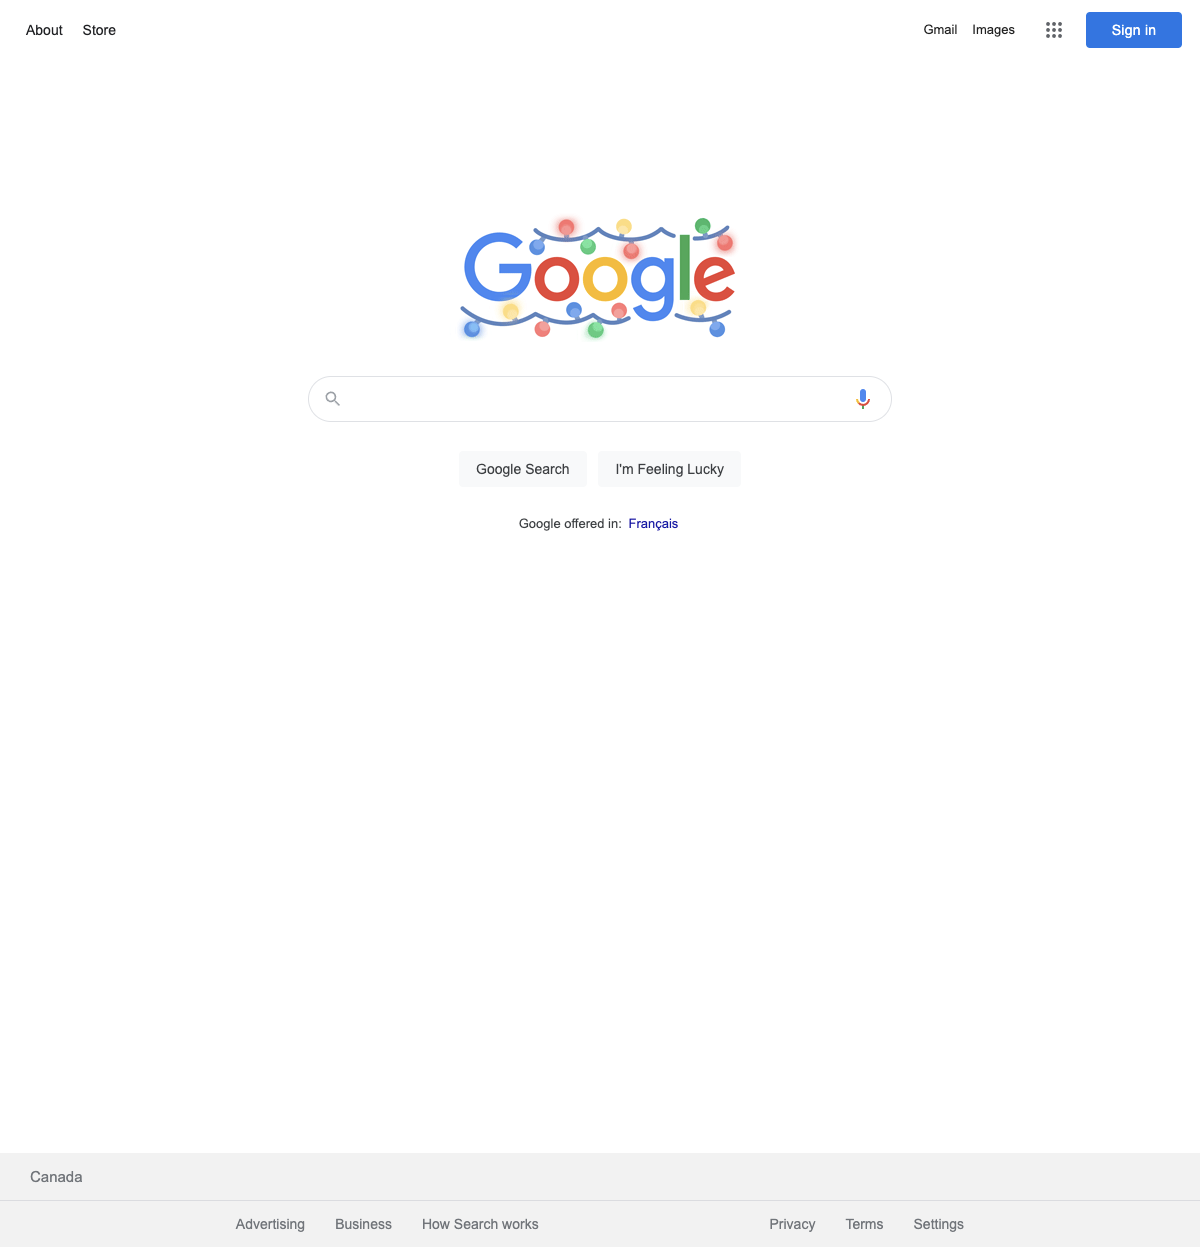 About Store Gmail Images Sign in
Google
Google Search I'm Feeling Lucky
Google offered in: Français
Canada
Advertising Business How Search works Privacy Terms Settings